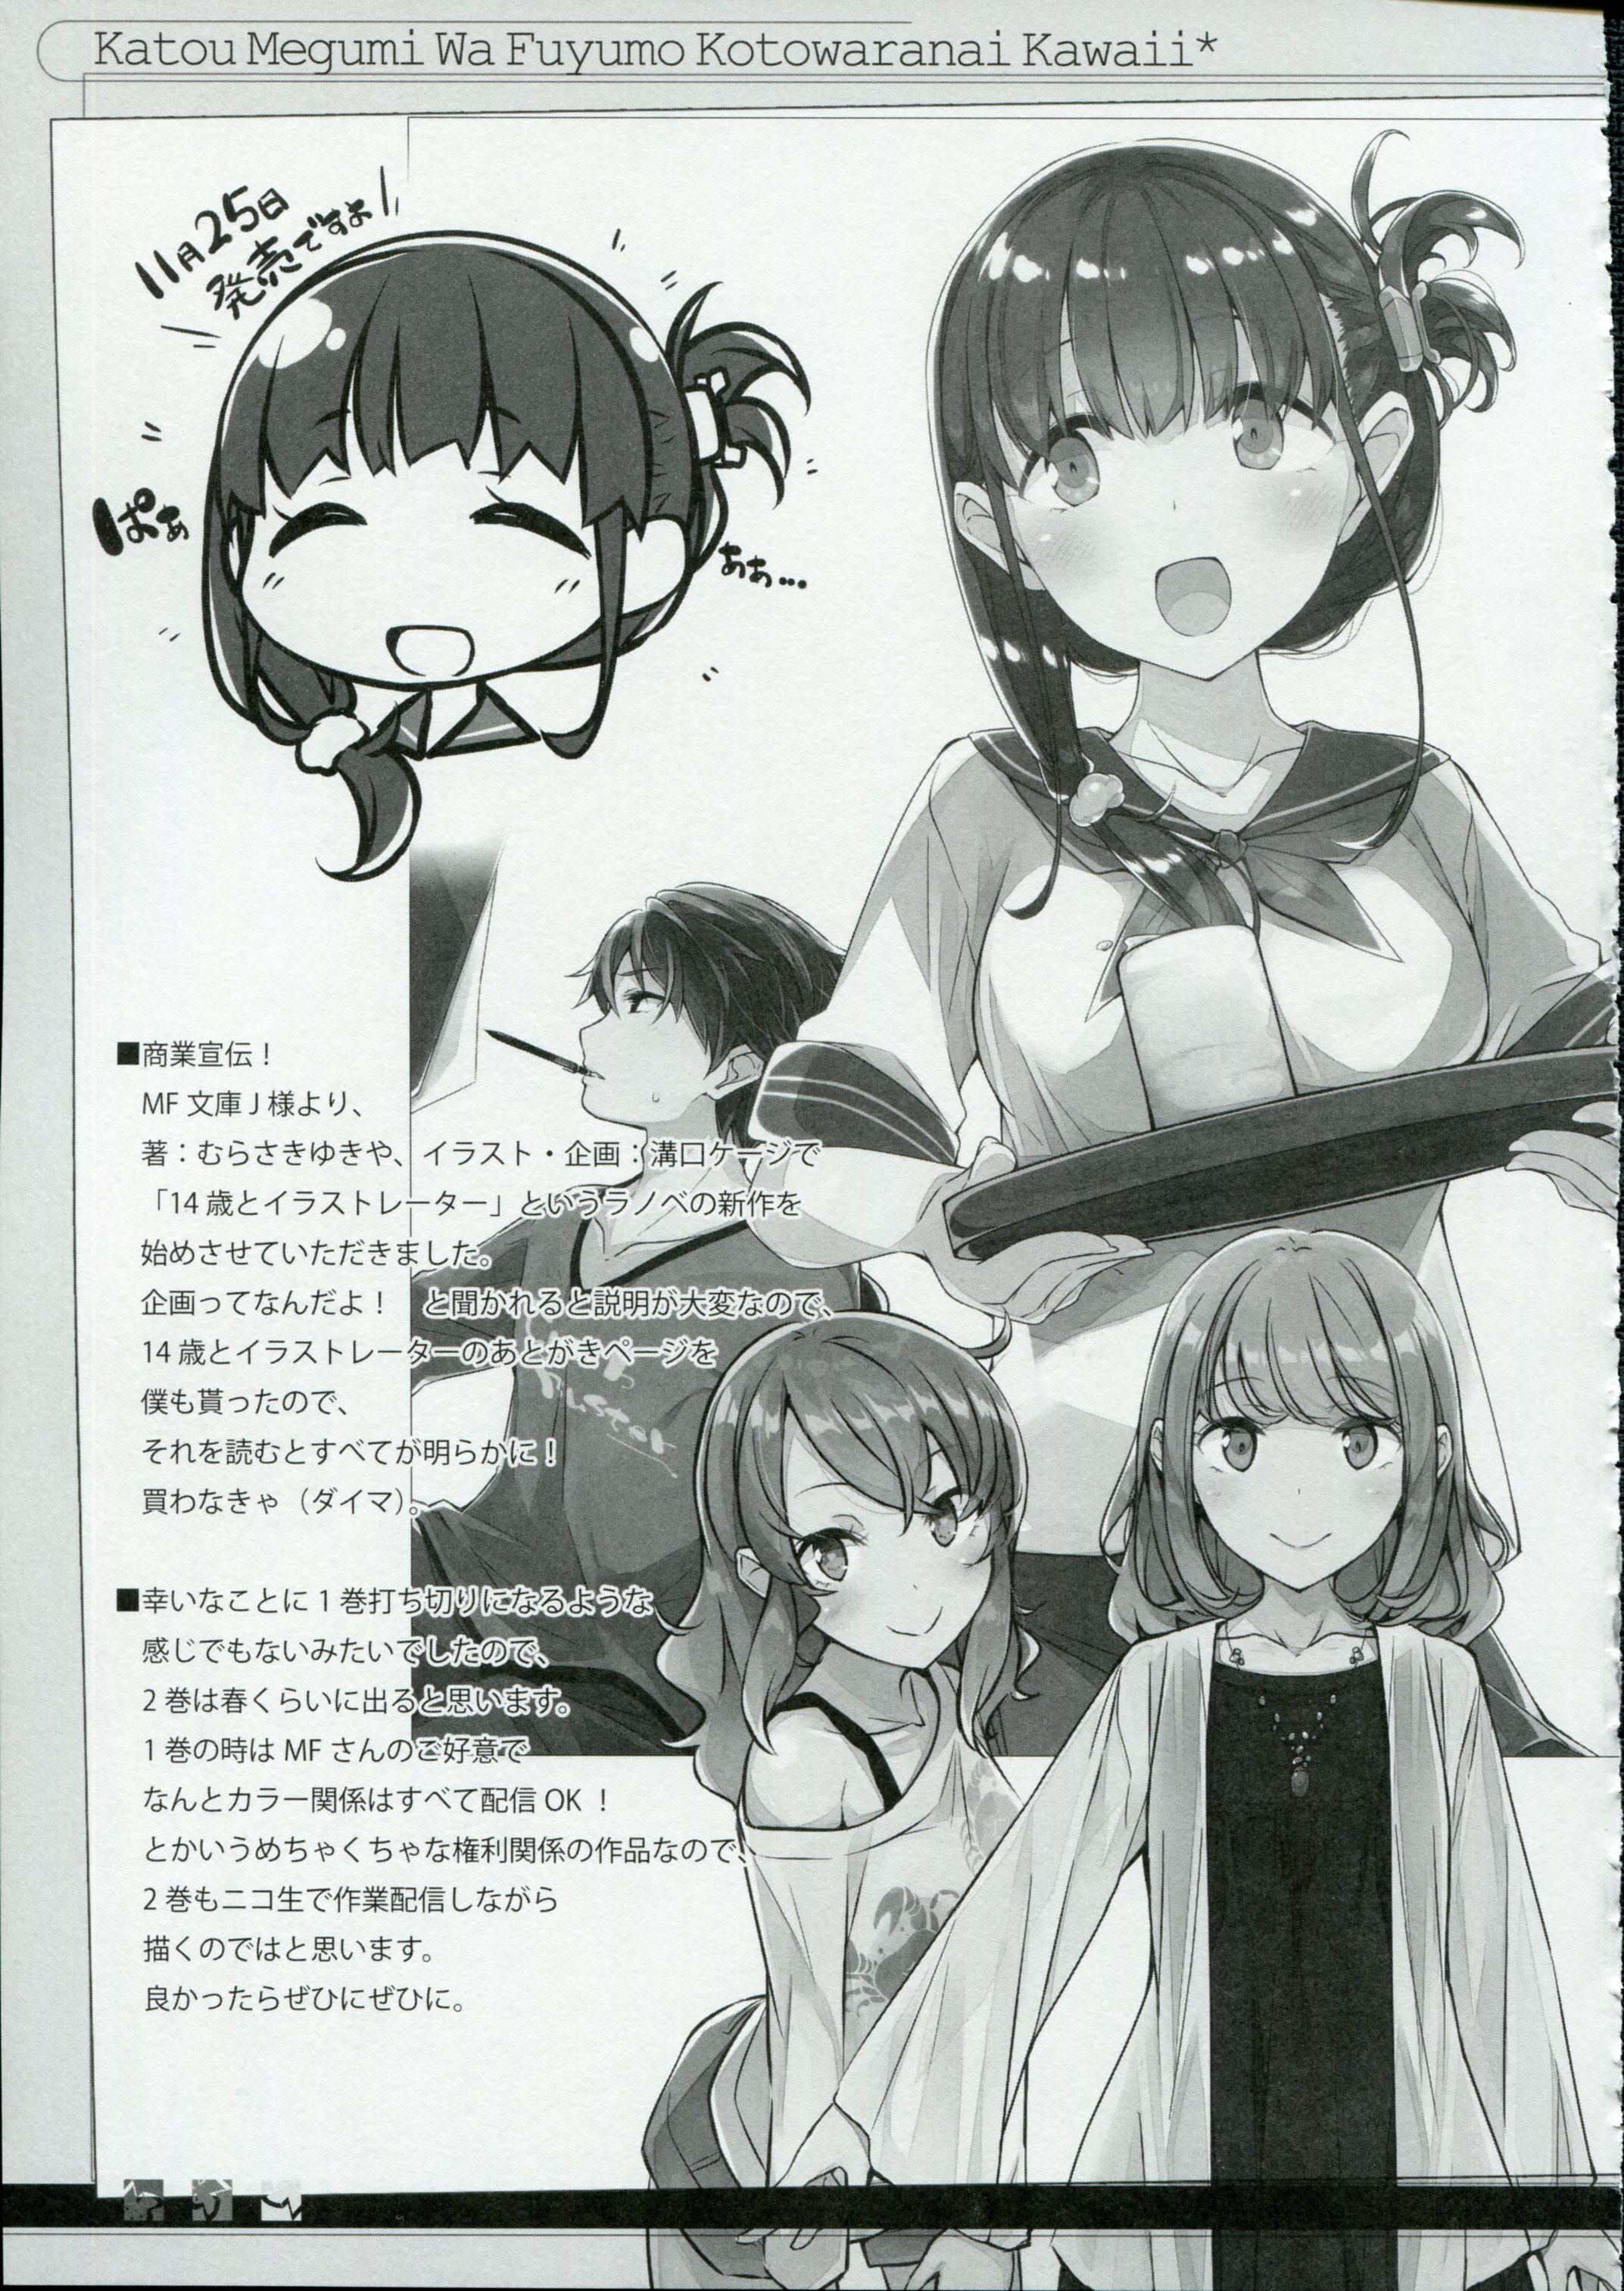 Katou Megumi Wa Fuyumo Kotowaranai Kawaii*
11月25日
発売ですよ!
ぱぁ
ああ…
■商業宣伝!
MF文庫J様より、
著:むらさきゆきや、イラスト・企画:溝口ケージで
「14歳とイラストレーター」というラノベの新作を
始めさせていただきました。
企画ってなんだよ! と聞かれると説明が大変なので、
14歳とイラストレーターのあとがきページを
僕も貰ったので、
それを読むとすべてが明らかに!
買わなきゃ(ダイマ)。
■幸いなことに1巻打ち切りになるような
感じでもないみたいでしたので、
2巻は春くらいに出ると思います。
1巻の時はMFさんのご好意で
なんとカラー関係はすべて配信OK!
とかいうめちゃくちゃな権利関係の作品なので、
2巻もニコ生で作業配信しながら
描くのではと思います。
良かったらぜひにぜひに。